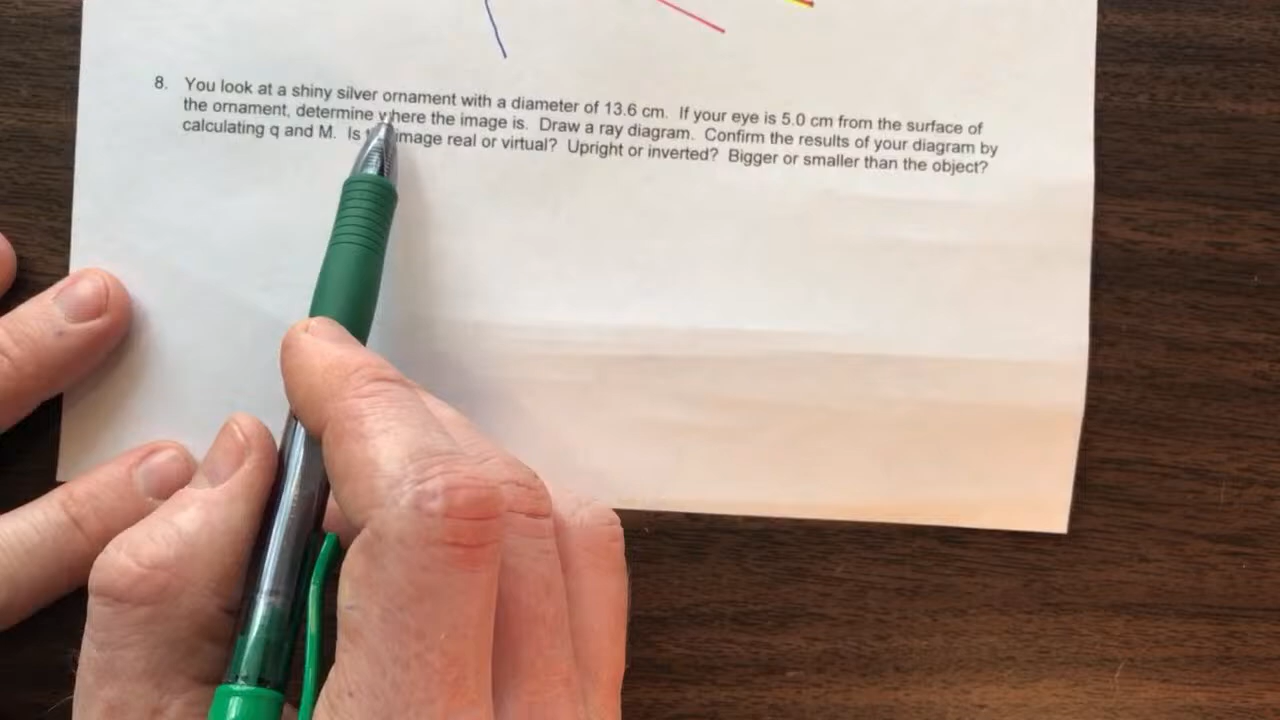 8. You look at a shiny silver ornament with a diameter of 13.6 cm. If your eye is 5.0 cm from the surface of
the ornament, determine where the image is. Draw a ray diagram. Confirm the results of your diagram by
calculating q and M. Is image real or virtual? Upright or inverted? Bigger or smaller than the object?